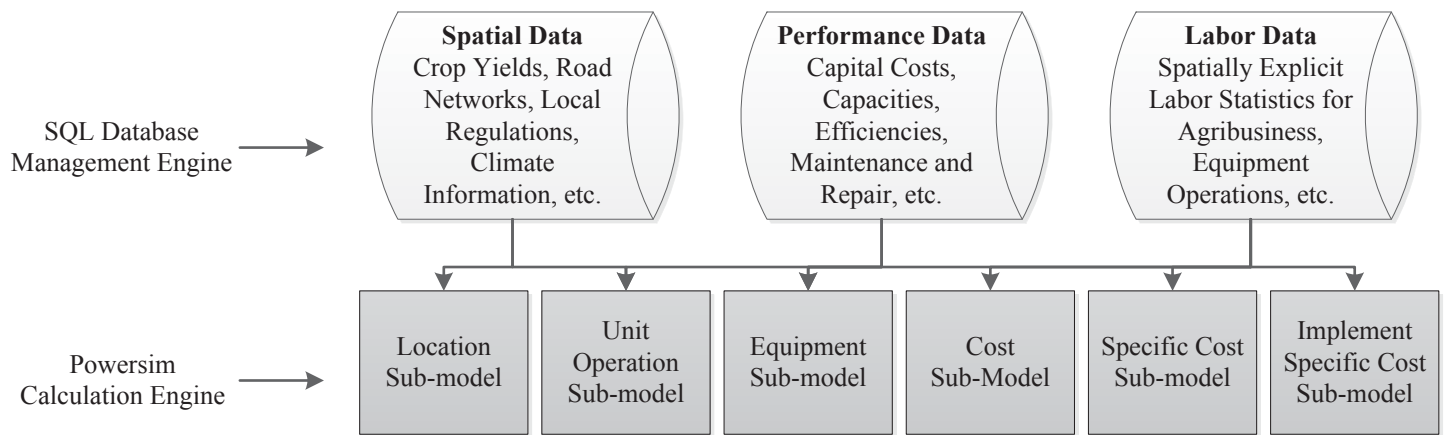 Spatial Data
Crop Yields, Road
Networks, Local
Regulations,
Climate
Information, etc.
Performance Data
Capital Costs,
Capacities,
Efficiencies,
Maintenance and
Repair, etc.
Labor Data
Spatially Explicit
Labor Statistics for
Agribusiness,
Equipment
Operations, etc.
SQL Database
Management Engine
Powersim
Calculation Engine
Location
Sub-model
Unit
Operation
Sub-model
Equipment
Sub-model
Cost
Sub-Model
Specific Cost
Sub-model
Implement
Specific Cost
Sub-model